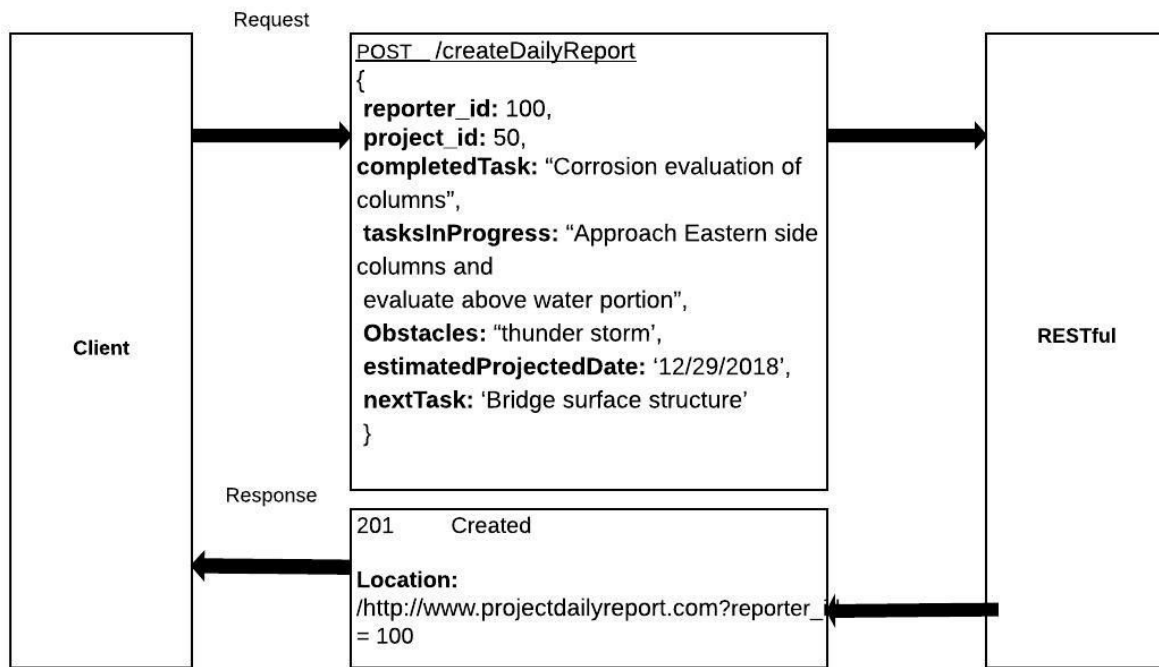 Request
POST /createDailyReport
{
reporter_id: 100,
project_id: 50,
completedTask: “Corrosion evaluation of
columns”,
tasksInProgress: “Approach Eastern side
columns and
evaluate above water portion”,
Obstacles: “thunder storm’,
estimatedProjectedDate: ‘12/29/2018’,
nextTask: ‘Bridge surface structure’
}
Client
RESTful
Response
201 Created
Location:
/http://www.projectdailyreport.com?reporter_id
= 100